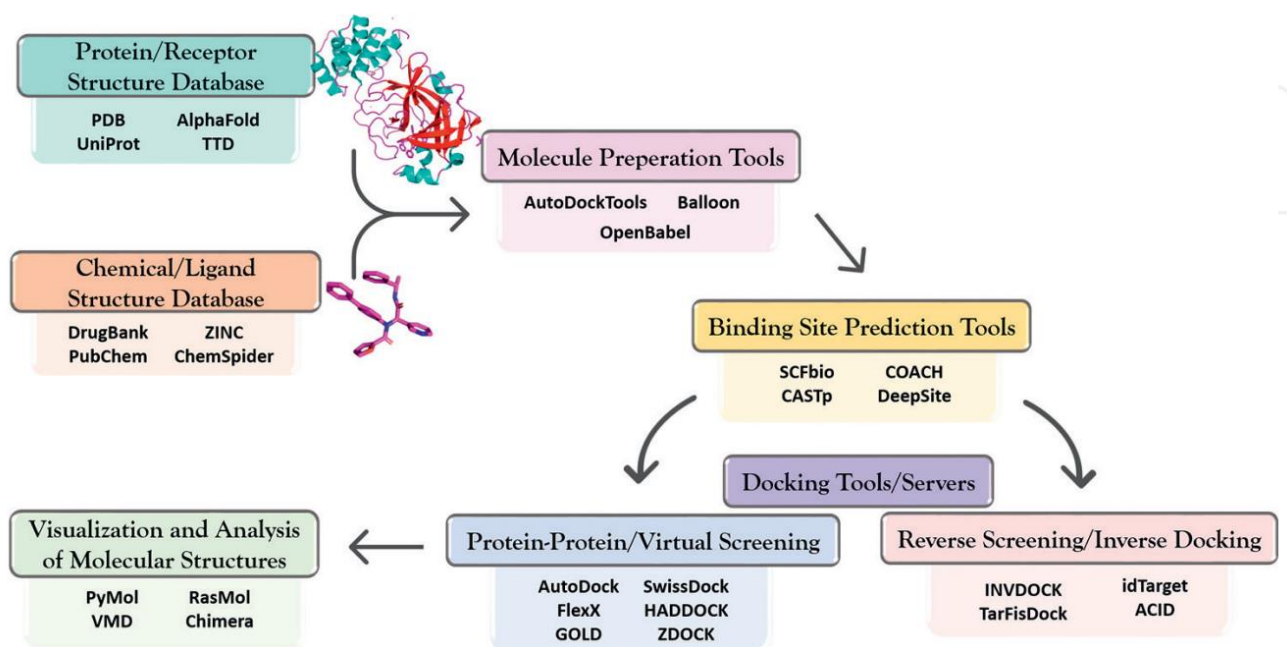 Protein/Receptor
Structure Database
PDB AlphaFold
UniProt TTD
Chemical/Ligand
Structure Database
DrugBank ZINC
PubChem ChemSpider
Molecule Preperation Tools
AutoDockTools Balloon
OpenBabel
Binding Site Prediction Tools
SCFbio COACH
CASTp DeepSite
Docking Tools/Servers
Protein-Protein/Virtual Screening
AutoDock SwissDock
FlexX HADDOCK
GOLD ZDOCK
Reverse Screening/Inverse Docking
INVDOCK idTarget
TarFisDock ACID
Visualization and Analysis
of Molecular Structures
PyMol RasMol
VMD Chimera